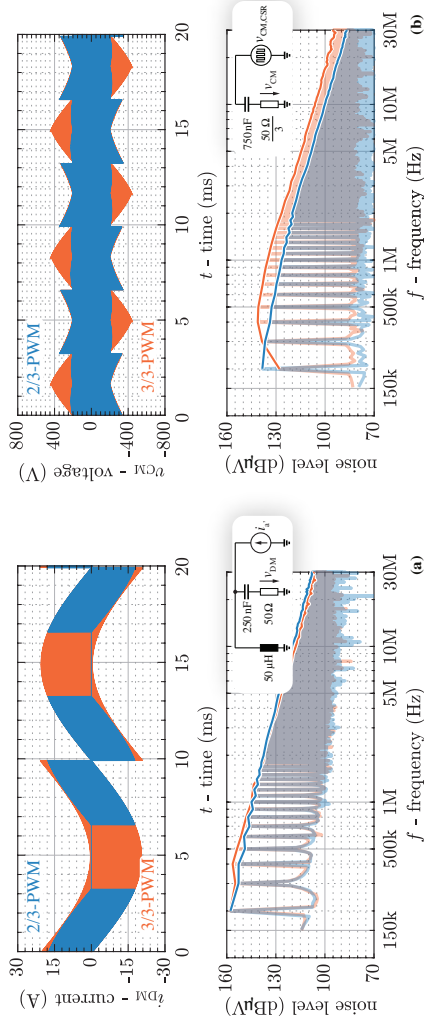 2/3-PWM
3/3-PWM
i_DM - current (A)
30
15
0
-15
-30
0
5
10
15
20
t - time (ms)
2/3-PWM
3/3-PWM
v_CM - voltage (V)
800
400
0
-400
-800
0
5
10
15
20
t - time (ms)
noise level (dBμV)
160
130
100
70
150k
500k
1M
5M
10M
30M
f - frequency (Hz)
50 μH
250 nF
50 Ω
v_DM
i_a'
(a)
noise level (dBμV)
160
130
100
70
150k
500k
1M
5M
10M
30M
f - frequency (Hz)
750 nF
50 Ω
3
v_CM
v_CM,CSR
(b)